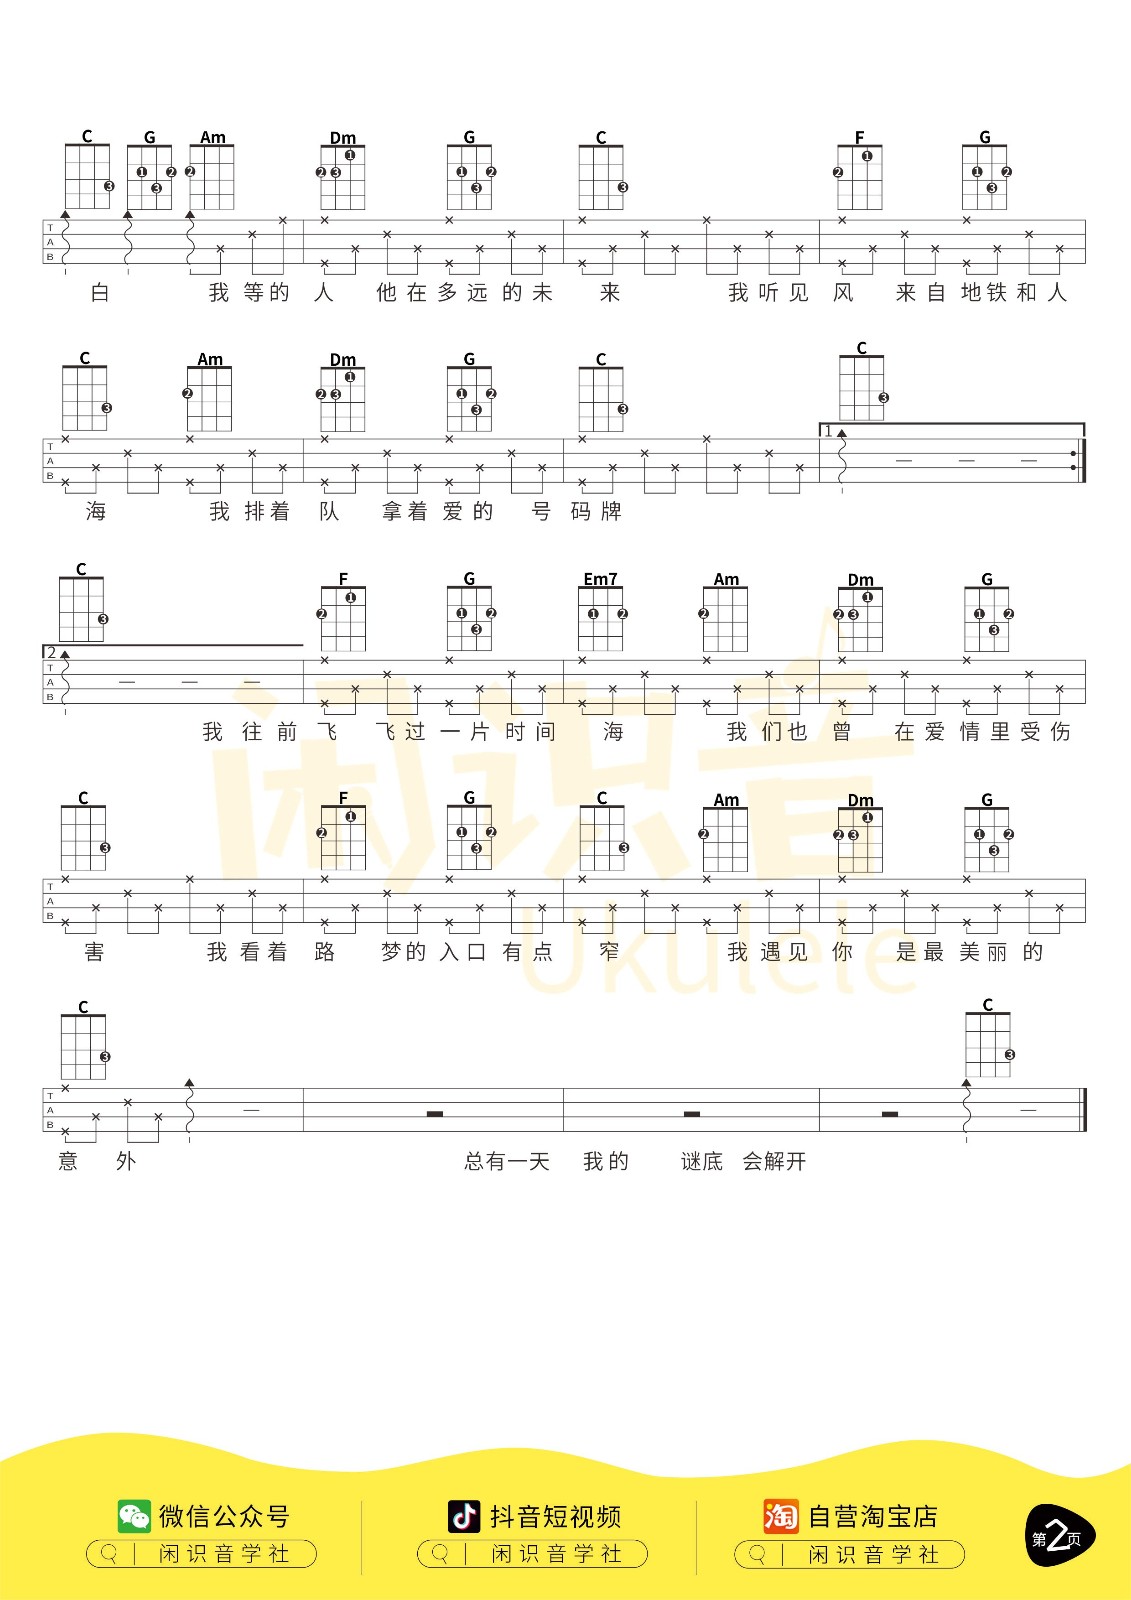 C G Am Dm G C F G
T A B
白 我等的 人 他在多远的未 来 我听见 风 来自地铁和人
C Am Dm G C C
1
T A B
海 我排着 队 拿着爱的 号码牌
C F G Em7 Am Dm G
2
T A B
我往前 飞 飞过一片时间 海 我们也 曾 在爱情里受伤
C F G C Am Dm G
T A B
害 我看着 路 梦的入口有点 窄 我遇见 你 是最美丽的
C C
T A B
意 外 总有一天 我的 谜底 会解开
闲识音
Ukulele
微信公众号 抖音短视频 淘 自营淘宝店
闲识音学社 闲识音学社 闲识音学社
第2页